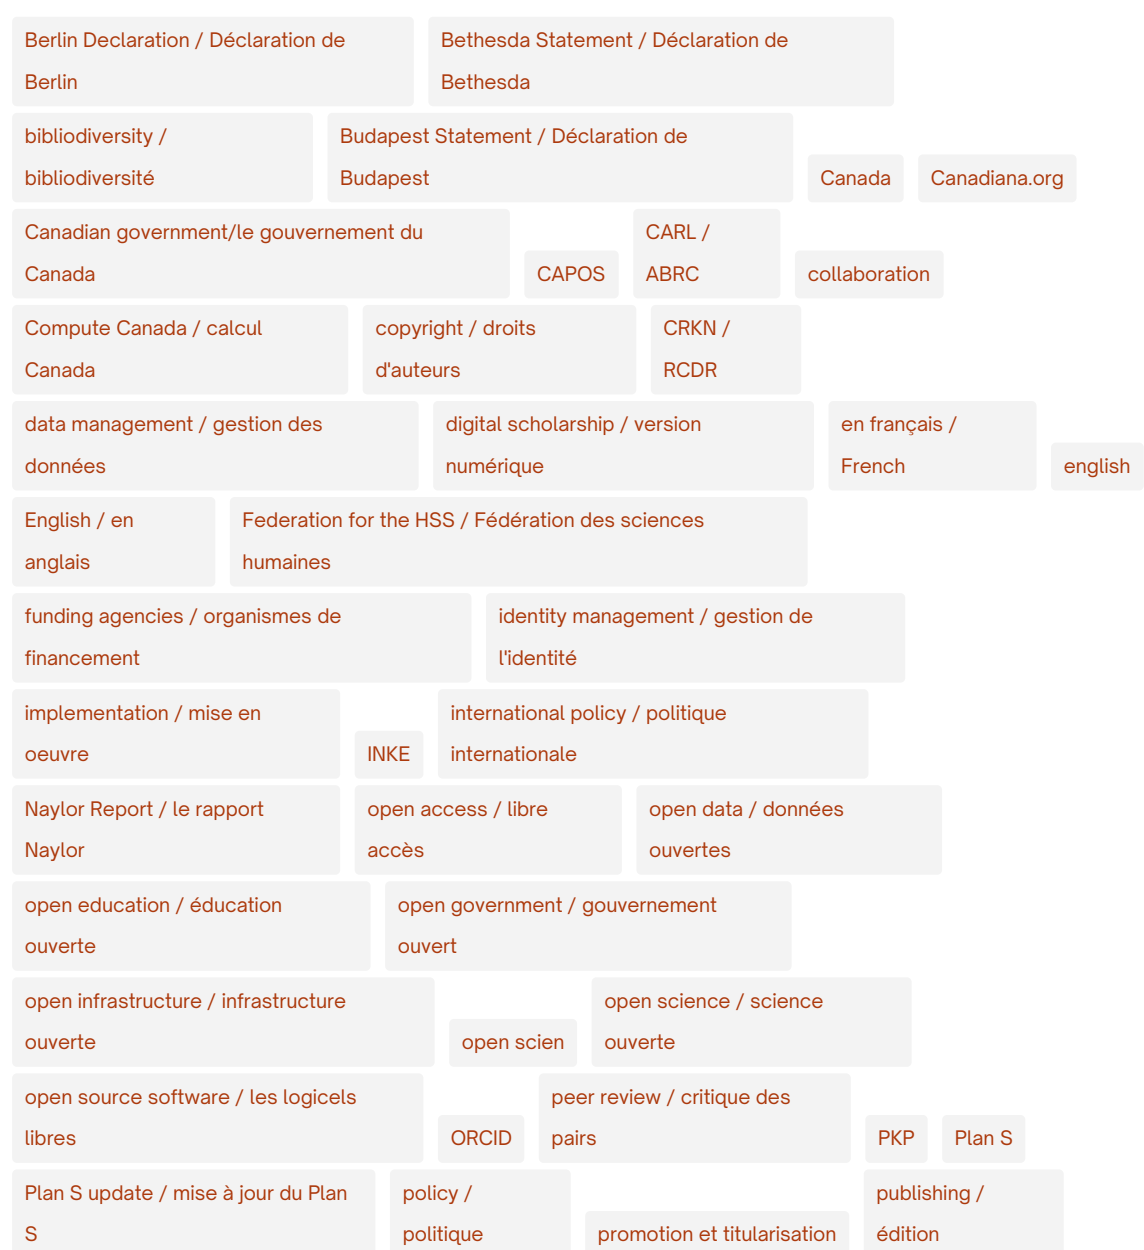 Berlin Declaration / Déclaration de
Berlin
Bethesda Statement / Déclaration de
Bethesda
bibliodiversity /
bibliodiversité
Budapest Statement / Déclaration de
Budapest
Canada
Canadiana.org
Canadian government/le gouvernement du
Canada
CAPOS
CARL /
ABRC
collaboration
Compute Canada / calcul
Canada
copyright / droits
d'auteurs
CRKN /
RCDR
data management / gestion des
données
digital scholarship / version
numérique
en français /
French
english
English / en
anglais
Federation for the HSS / Fédération des sciences
humaines
funding agencies / organismes de
financement
identity management / gestion de
l'identité
implementation / mise en
oeuvre
INKE
international policy / politique
internationale
Naylor Report / le rapport
Naylor
open access / libre
accès
open data / données
ouvertes
open education / éducation
ouverte
open government / gouvernement
ouvert
open infrastructure / infrastructure
ouverte
open scien
open science / science
ouverte
open source software / les logicels
libres
ORCID
peer review / critique des
pairs
PKP
Plan S
Plan S update / mise à jour du Plan
S
policy /
politique
promotion et titularisation
publishing /
édition